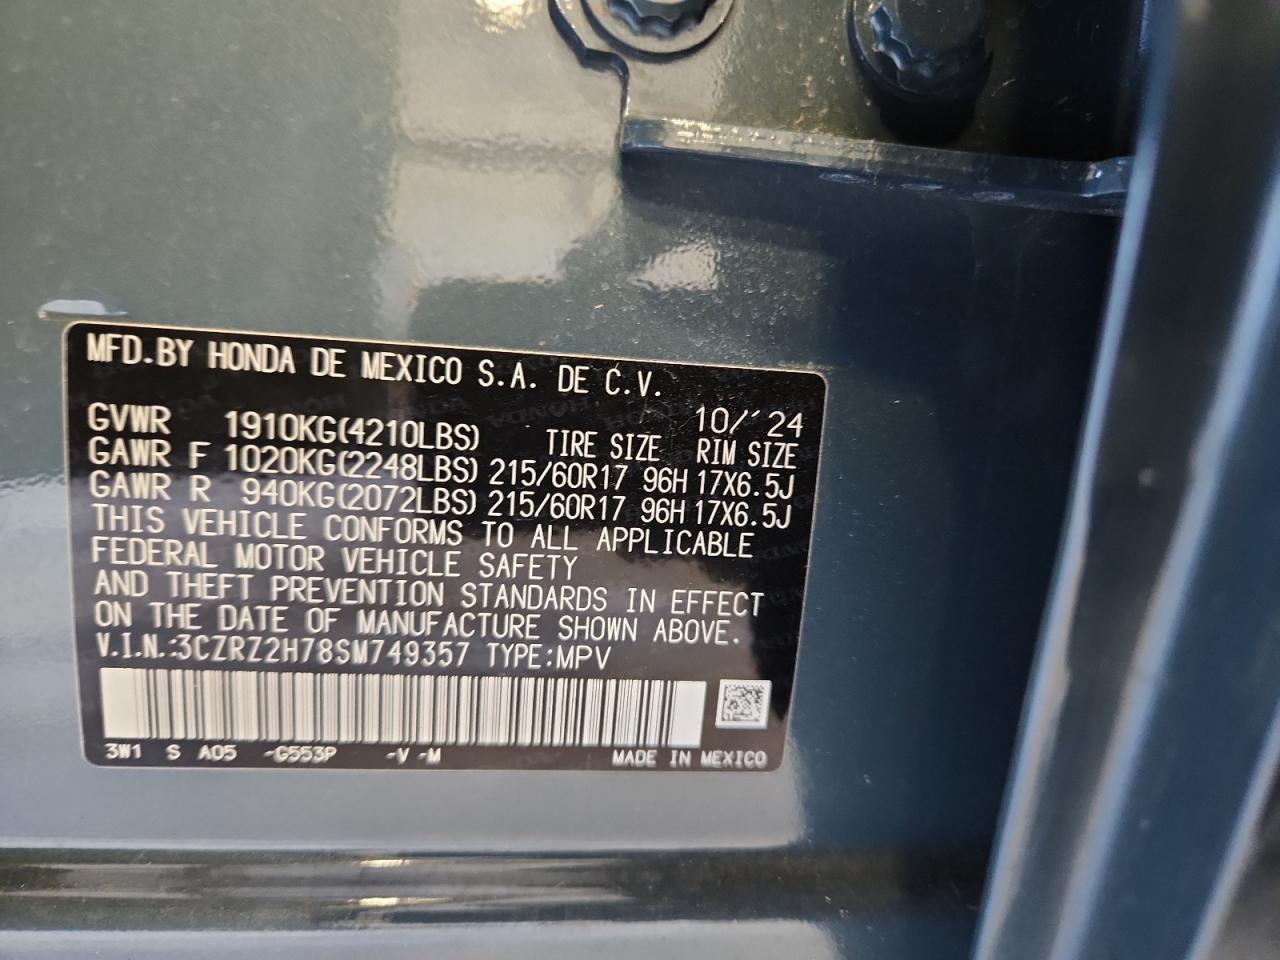 MFD.BY HONDA DE MEXICO S.A. DE C.V.
10/'24
GVWR 1910KG(4210LBS) TIRE SIZE RIM SIZE
GAWR F 1020KG(2248LBS) 215/60R17 96H 17X6.5J
GAWR R 940KG(2072LBS) 215/60R17 96H 17X6.5J
THIS VEHICLE CONFORMS TO ALL APPLICABLE
FEDERAL MOTOR VEHICLE SAFETY
AND THEFT PREVENTION STANDARDS IN EFFECT
ON THE DATE OF MANUFACTURE SHOWN ABOVE.
V.I.N.:3CZRZ2H78SM749357 TYPE:MPV
3W1 S A05 -G553P -V -M MADE IN MEXICO